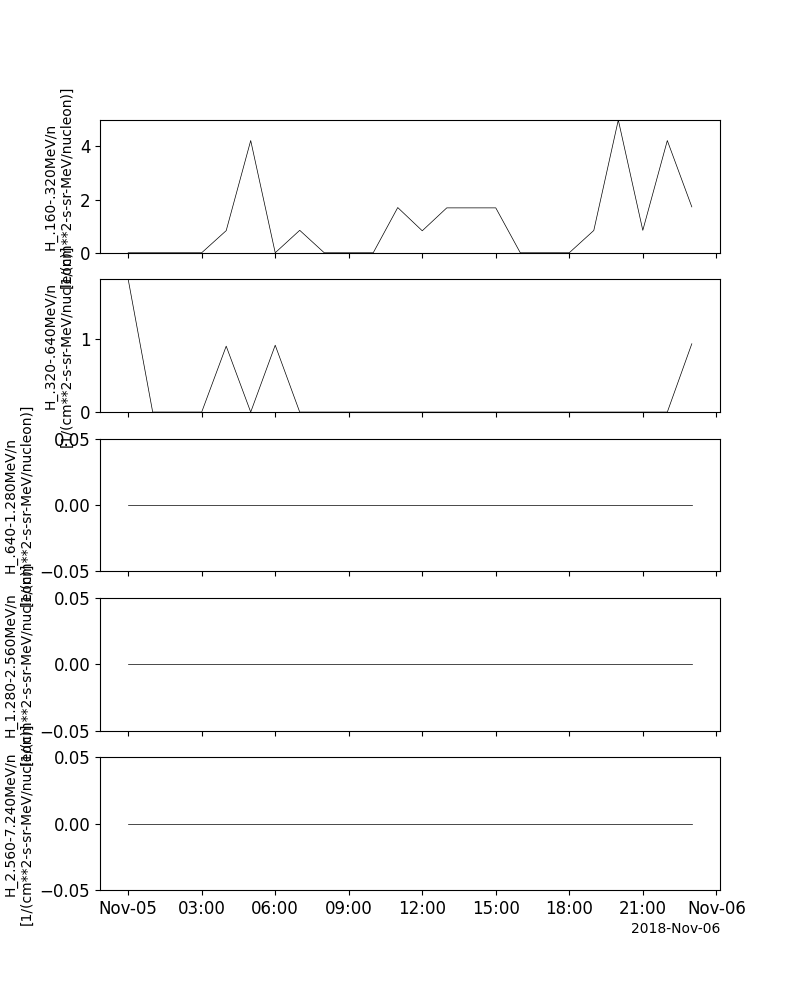 H_.160-.320MeV/n
[1/(cm**2-s-sr-MeV/nucleon)]
4
2
0
H_.320-.640MeV/n
[1/(cm**2-s-sr-MeV/nucleon)]
1
0
H_.640-1.280MeV/n
[1/(cm**2-s-sr-MeV/nucleon)]
0.05
0.00
−0.05
H_1.280-2.560MeV/n
[1/(cm**2-s-sr-MeV/nucleon)]
0.05
0.00
−0.05
H_2.560-7.240MeV/n
[1/(cm**2-s-sr-MeV/nucleon)]
0.05
0.00
−0.05
Nov-05 03:00 06:00 09:00 12:00 15:00 18:00 21:00 Nov-06
2018-Nov-06